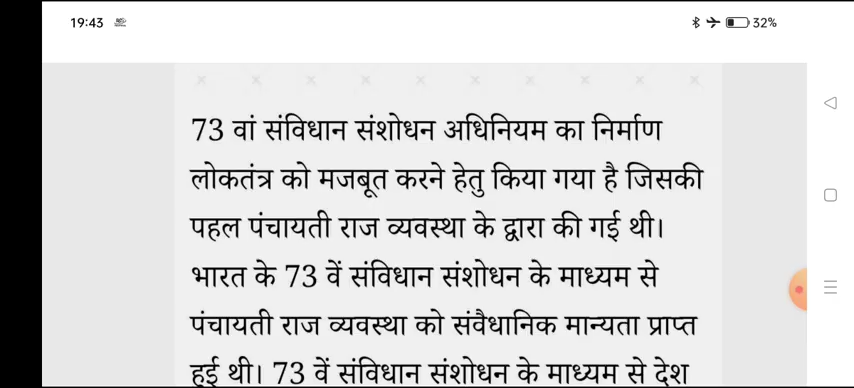 19:43
32%
73 वां संविधान संशोधन अधिनियम का निर्माण
लोकतंत्र को मजबूत करने हेतु किया गया है जिसकी
पहल पंचायती राज व्यवस्था के द्वारा की गई थी।
भारत के 73 वें संविधान संशोधन के माध्यम से
पंचायती राज व्यवस्था को संवैधानिक मान्यता प्राप्त
हुई थी। 73 वें संविधान संशोधन के माध्यम से देश